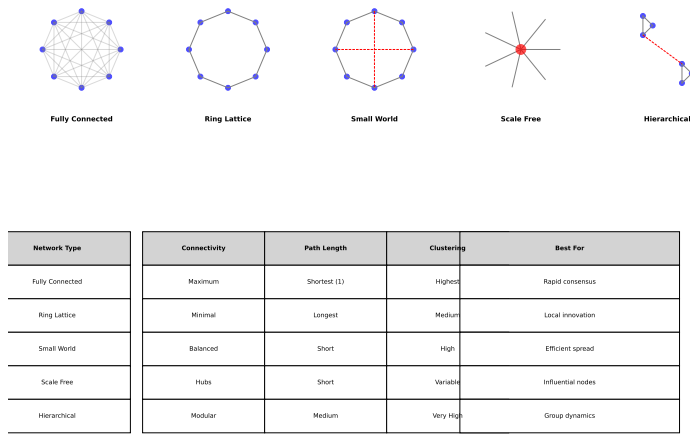 Fully Connected Ring Lattice Small World Scale Free Hierarchical
Network Type Connectivity Path Length Clustering Best For
Fully Connected Maximum Shortest (1) Highest Rapid consensus
Ring Lattice Minimal Longest Medium Local innovation
Small World Balanced Short High Efficient spread
Scale Free Hubs Short Variable Influential nodes
Hierarchical Modular Medium Very High Group dynamics